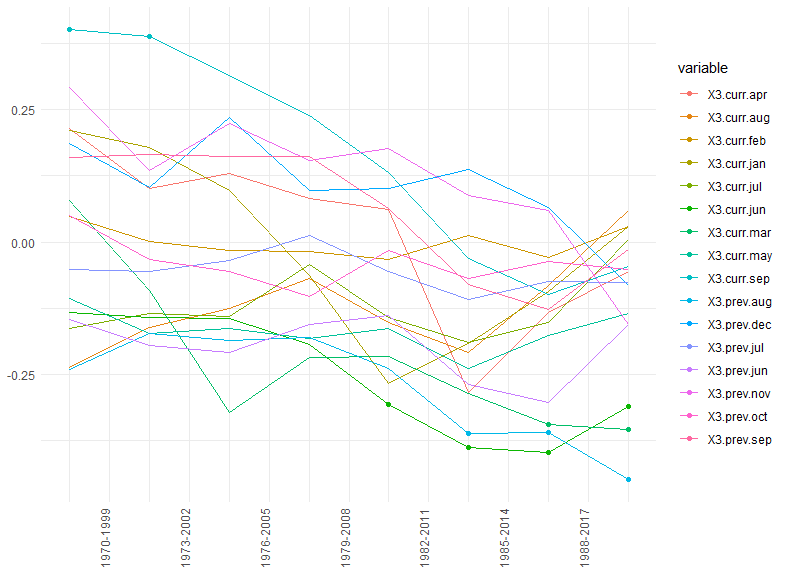 0.25
0.00
-0.25
1970-1999
1973-2002
1976-2005
1979-2008
1982-2011
1985-2014
1988-2017
variable
X3.curr.apr
X3.curr.aug
X3.curr.feb
X3.curr.jan
X3.curr.jul
X3.curr.jun
X3.curr.mar
X3.curr.may
X3.curr.sep
X3.prev.aug
X3.prev.dec
X3.prev.jul
X3.prev.jun
X3.prev.nov
X3.prev.oct
X3.prev.sep